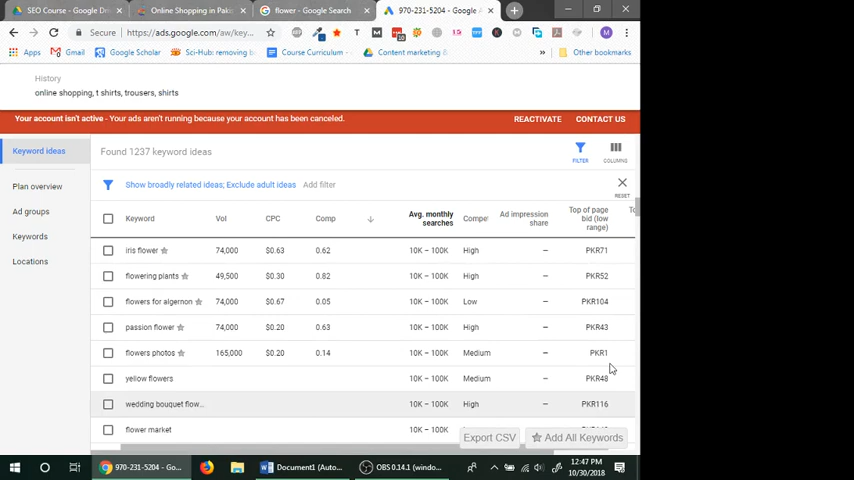 SEO Course - Google Dri
Online Shopping in Paki
flower - Google Search
970-231-5204 - Google A
Secure
https://ads.google.com/aw/key...
Apps
Gmail
Google Scholar
Sci-Hub: removing b
Course Curriculum -
Content marketing &
»
History
online shopping, t shirts, trousers, shirts
Your account isn't active - Your ads aren't running because your account has been canceled.
REACTIVATE
CONTACT US
Keyword ideas
Plan overview
Ad groups
Keywords
Locations
Found 1237 keyword ideas
FILTER
COLUMNS
Show broadly related ideas; Exclude adult ideas
Add filter
RESET
Keyword Vol CPC Comp Avg. monthly searches Compet Ad impression share Top of page bid (low range) To
iris flower 74,000 $0.63 0.62 10K – 100K High – PKR71
flowering plants 49,500 $0.30 0.82 10K – 100K High – PKR52
flowers for algernon 74,000 $0.67 0.05 10K – 100K Low – PKR104
passion flower 74,000 $0.20 0.63 10K – 100K High – PKR43
flowers photos 165,000 $0.20 0.14 10K – 100K Medium – PKR1
yellow flowers 10K – 100K Medium – PKR48
wedding bouquet flow... 10K – 100K High – PKR116
flower market 10K – 100K Low
Export CSV
Add All Keywords
970-231-5204 - Go...
Document1 (Auto...
OBS 0.14.1 (windo...
12:47 PM
10/30/2018